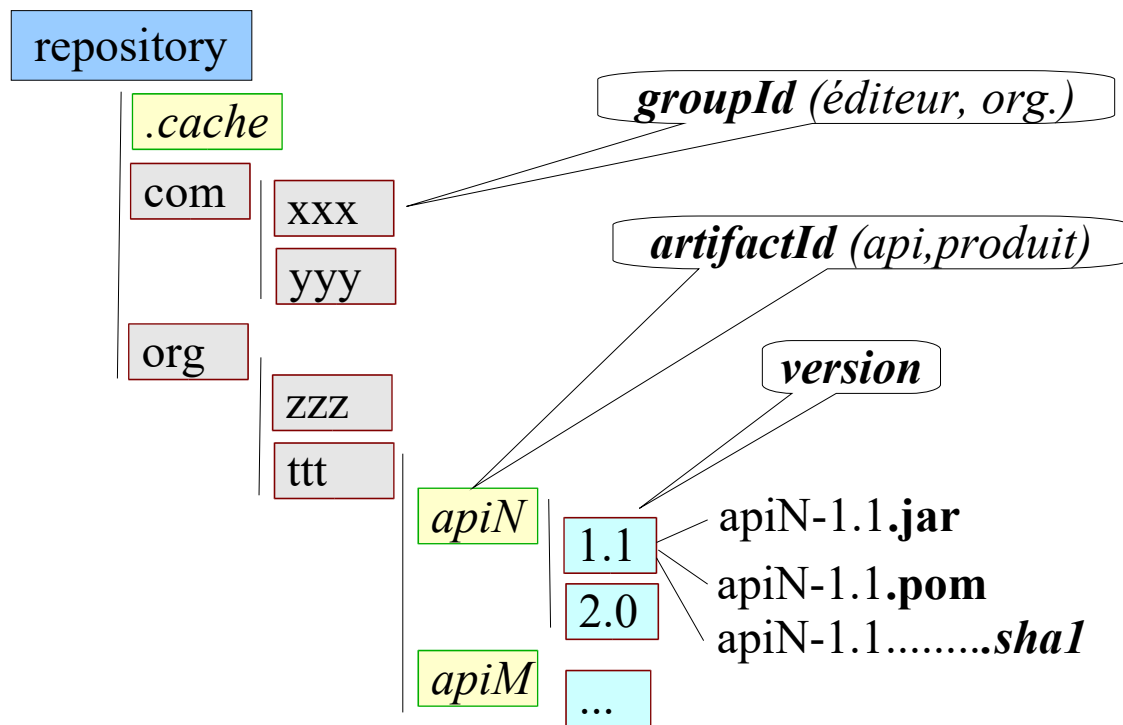 repository
.cache
groupId (éditeur, org.)
com
xxx
artifactId (api,produit)
yyy
org
version
zzz
ttt
apiN
apiN-1.1.jar
1.1
apiN-1.1.pom
2.0
apiN-1.1.........sha1
apiM
...